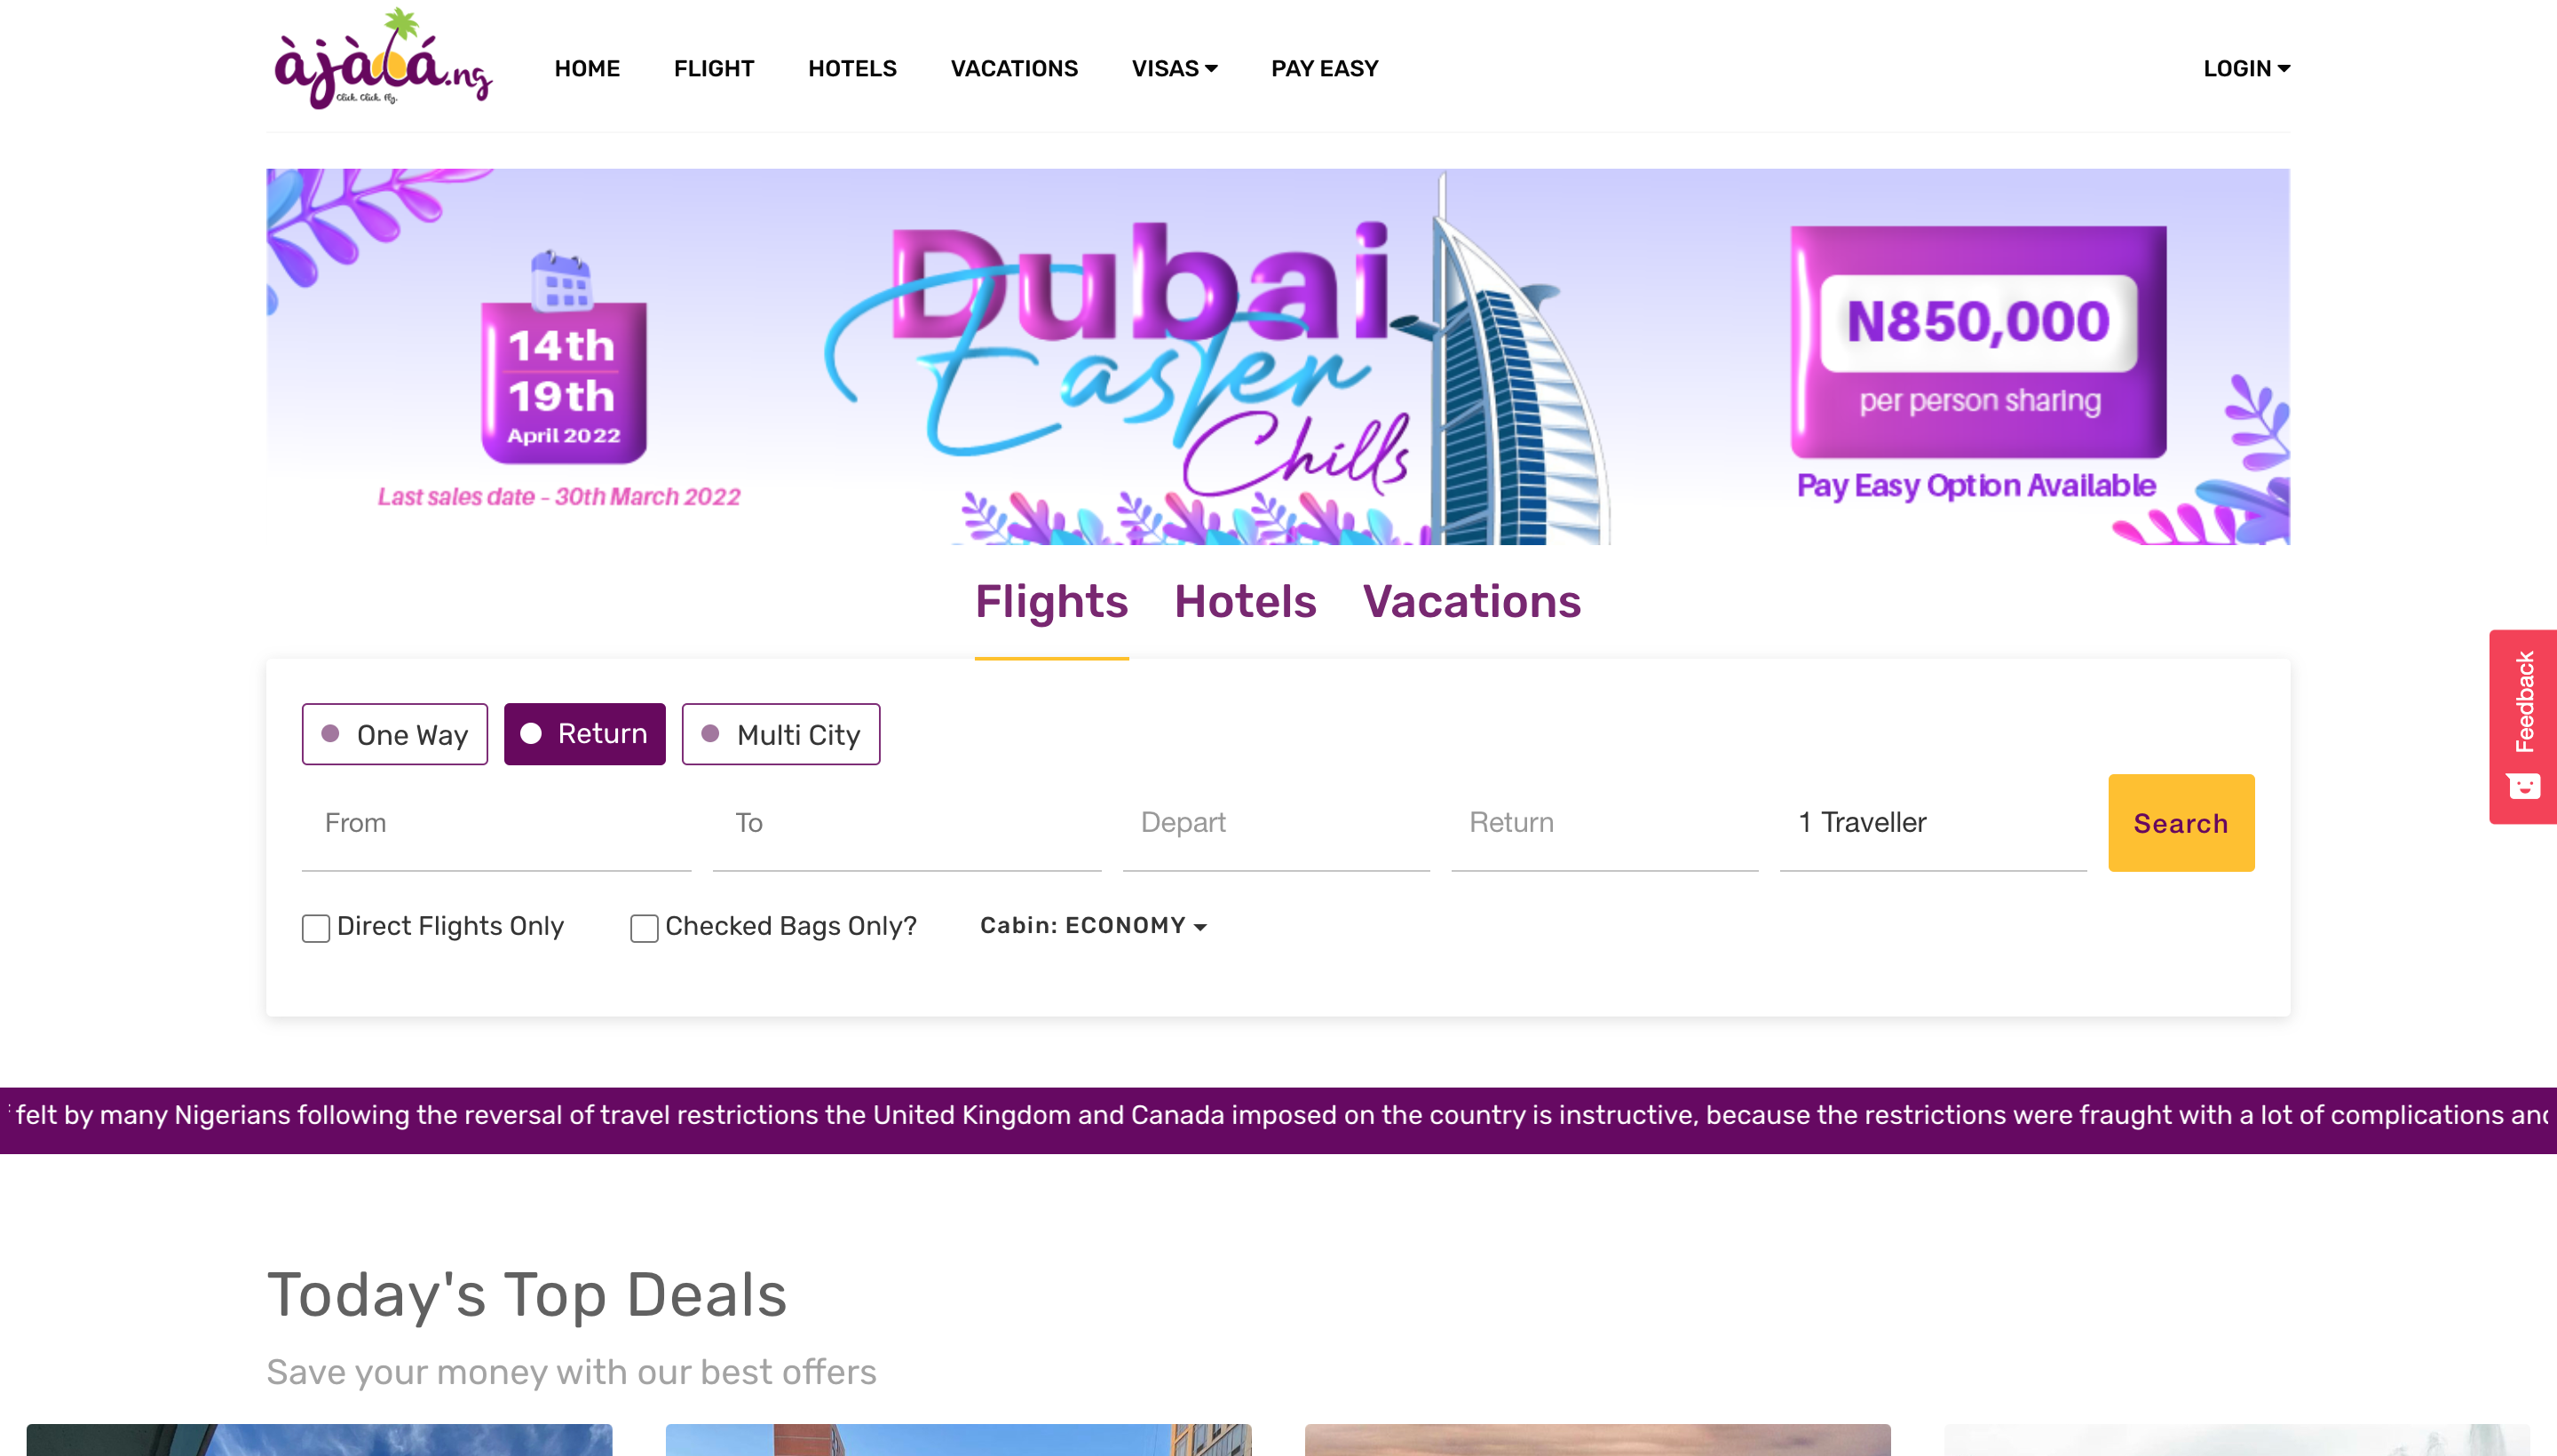 àjàlá.ng
Click. Click. Fly.
HOME FLIGHT HOTELS VACATIONS VISAS PAY EASY LOGIN
14th
19th
April 2022
Last sales date - 30th March 2022
Dubai
Easter
Chills
N850,000
per person sharing
Pay Easy Option Available
Flights Hotels Vacations
One Way Return Multi City
From To Depart Return 1 Traveller Search
Direct Flights Only Checked Bags Only? Cabin: ECONOMY
Feedback
felt by many Nigerians following the reversal of travel restrictions the United Kingdom and Canada imposed on the country is instructive, because the restrictions were fraught with a lot of complications and
Today's Top Deals
Save your money with our best offers